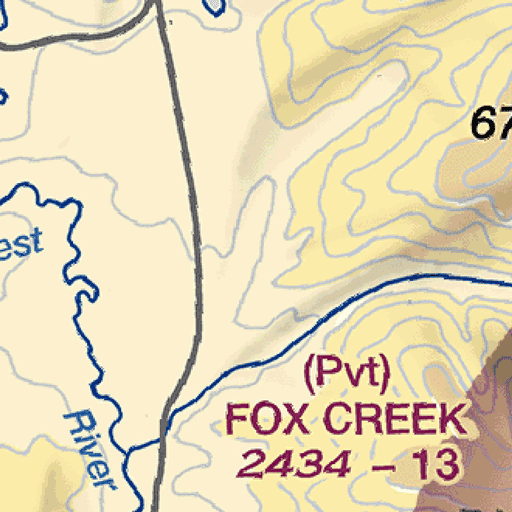 67
est
(Pvt)
FOX CREEK
2434 – 13
River